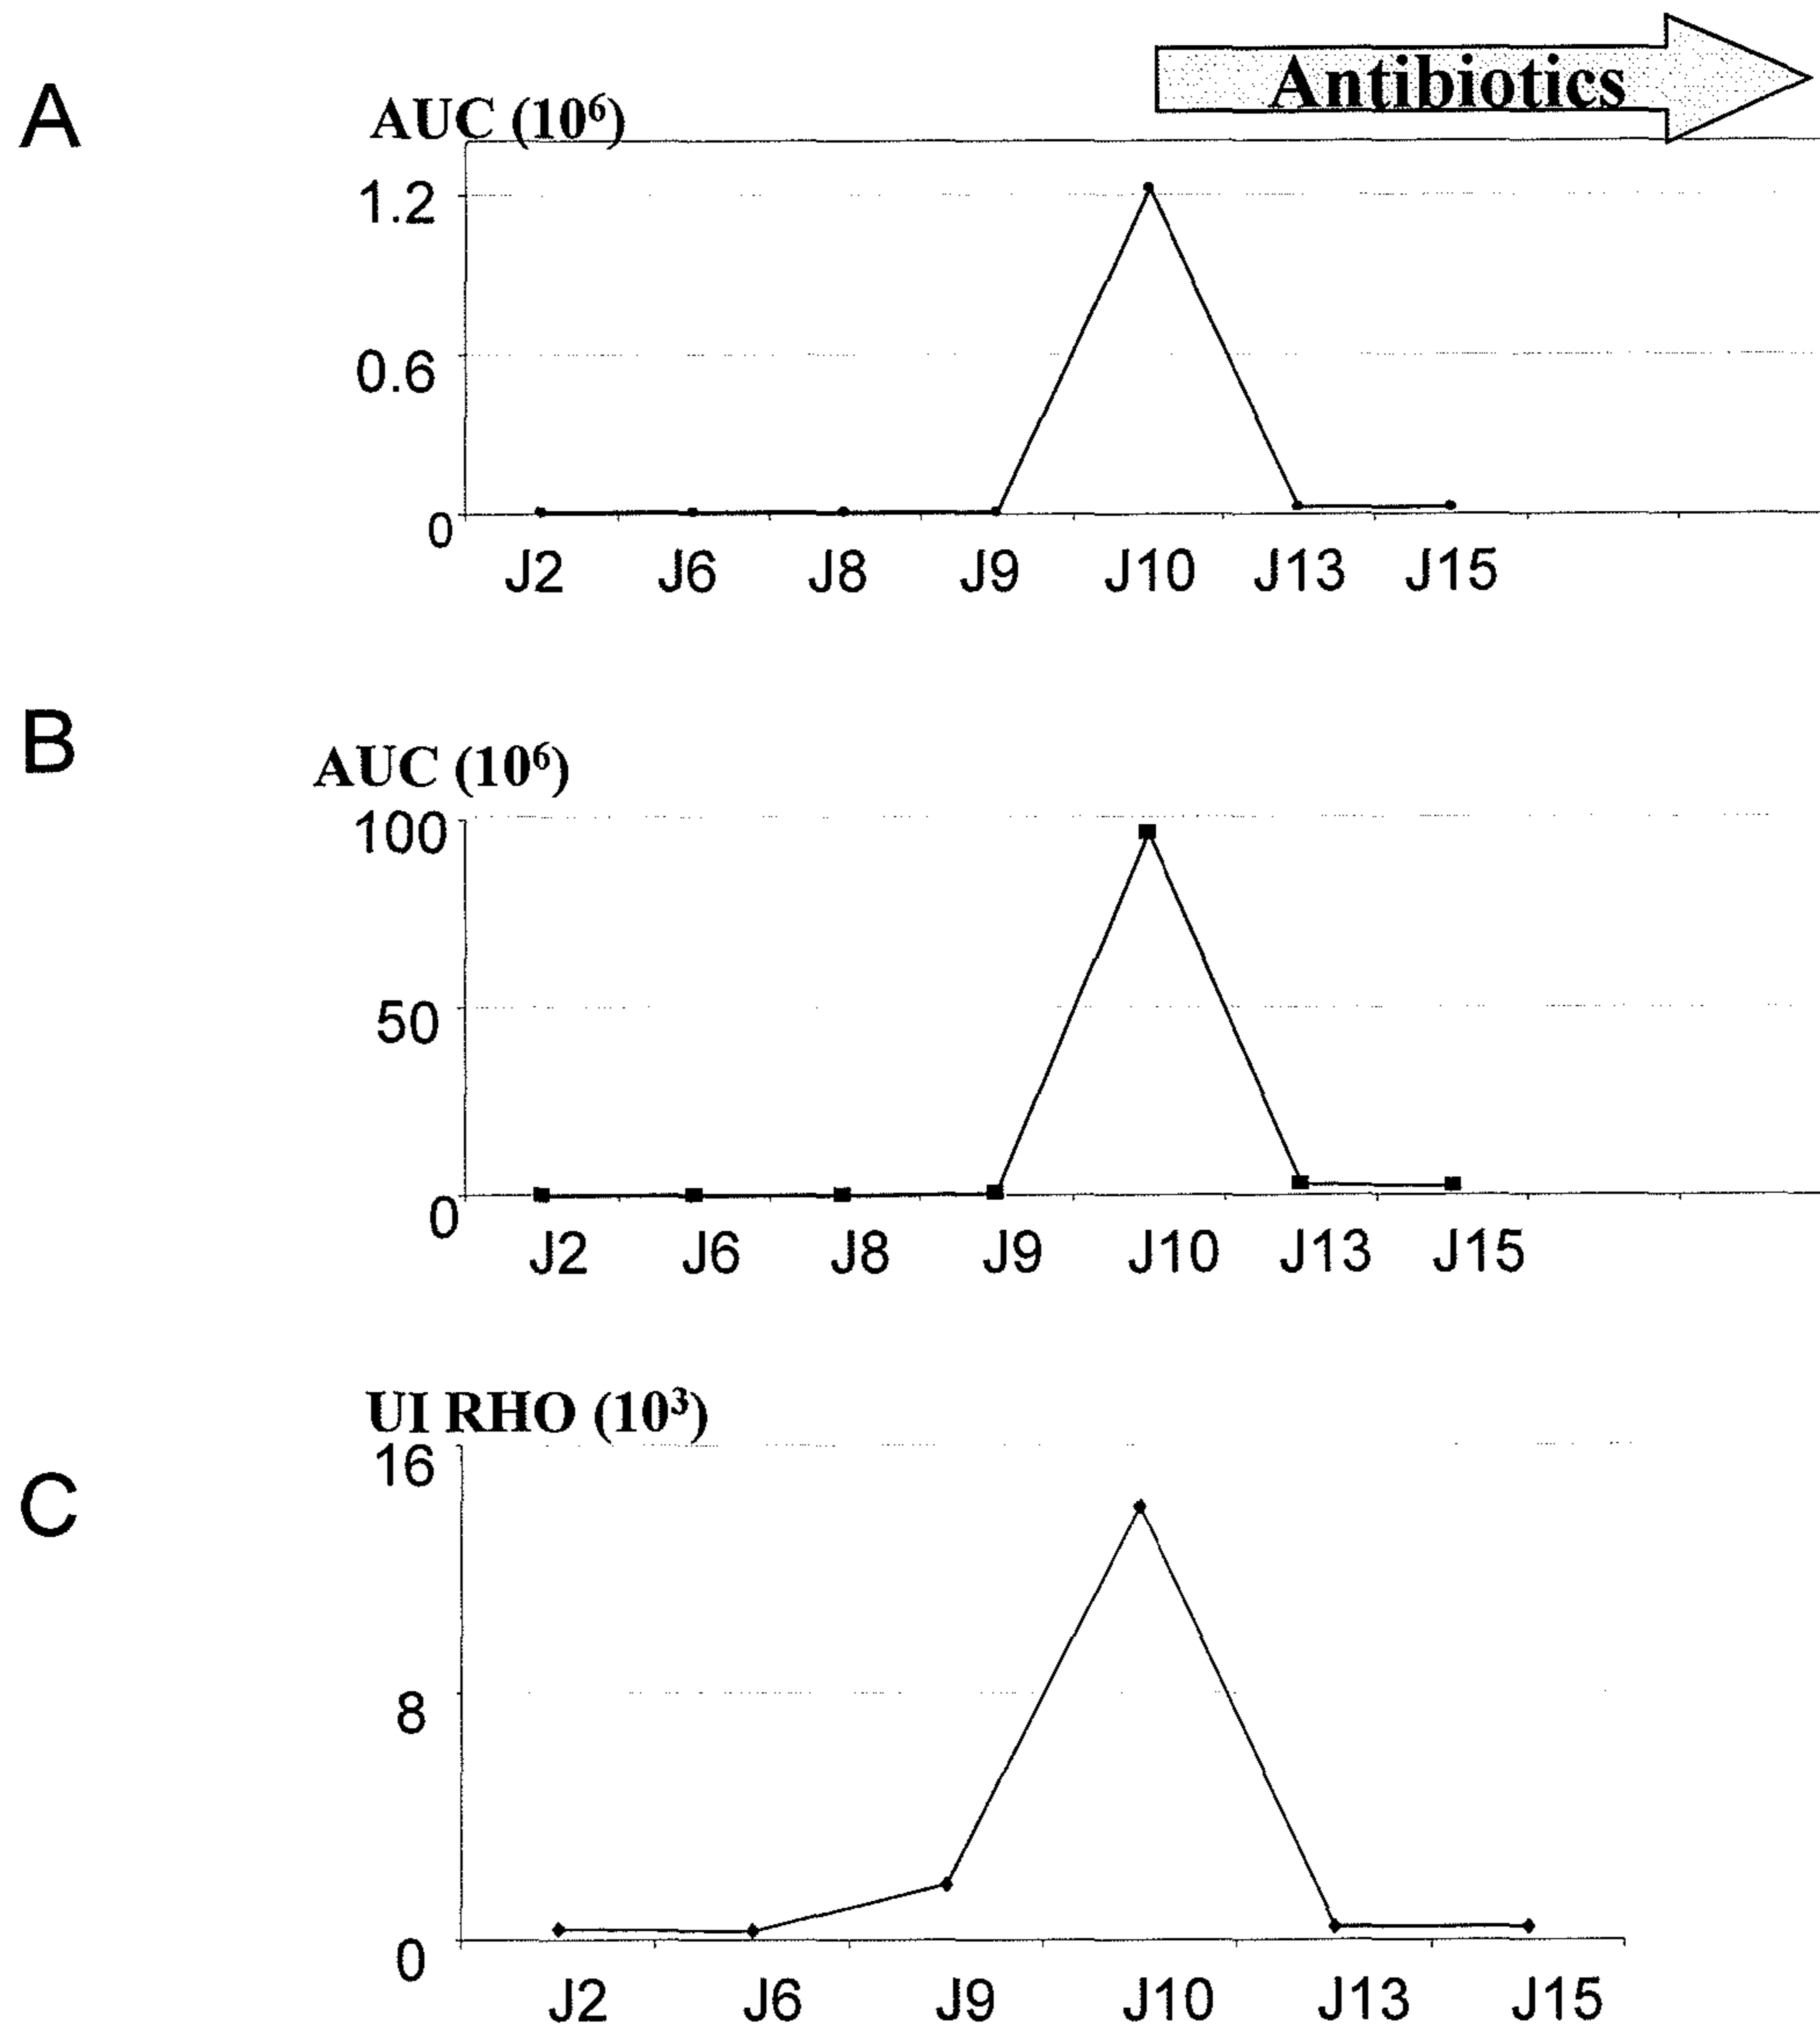 Antibiotics
A
AUC (10⁶)
1.2
0.6
0
J2 J6 J8 J9 J10 J13 J15
B
AUC (10⁶)
100
50
0
J2 J6 J8 J9 J10 J13 J15
C
UI RHO (10³)
16
8
0
J2 J6 J9 J10 J13 J15